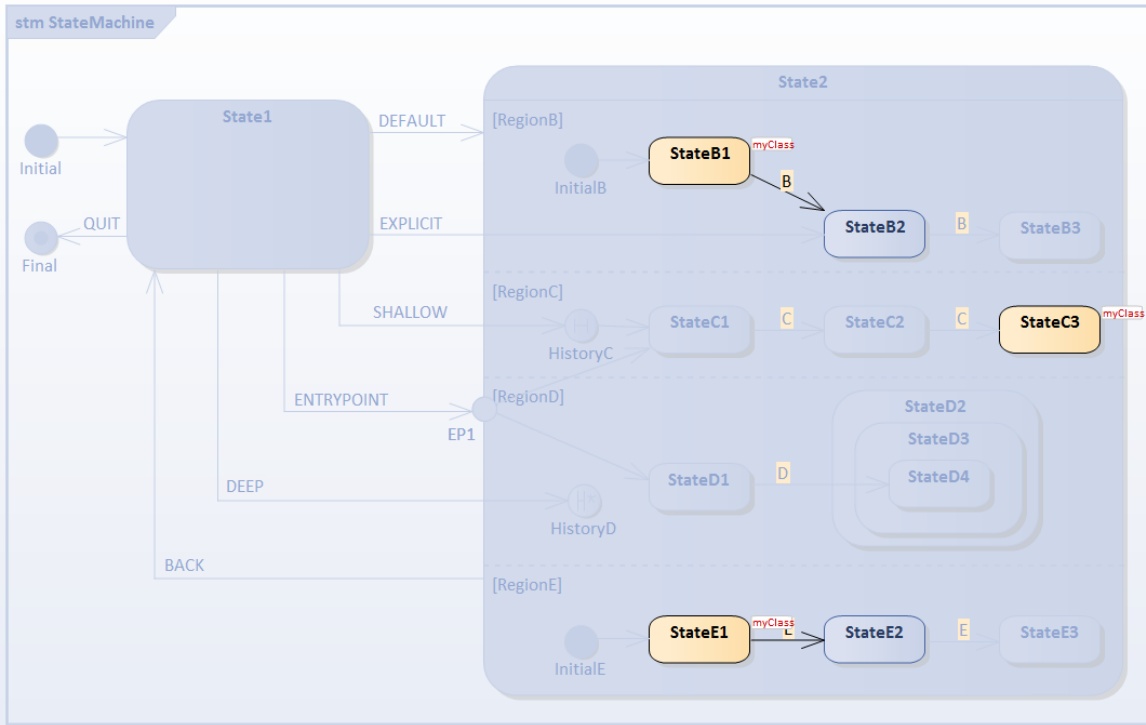 stm StateMachine
State2
State1
DEFAULT
[RegionB]
Initial
StateB1
myClass
B
InitialB
QUIT
EXPLICIT
StateB2
B
StateB3
Final
[RegionC]
SHALLOW
StateC1
C
StateC2
C
StateC3
myClass
HistoryC
ENTRYPOINT
[RegionD]
EP1
StateD2
StateD3
StateD1
D
StateD4
DEEP
HistoryD
BACK
[RegionE]
StateE1
myClass
StateE2
E
StateE3
InitialE